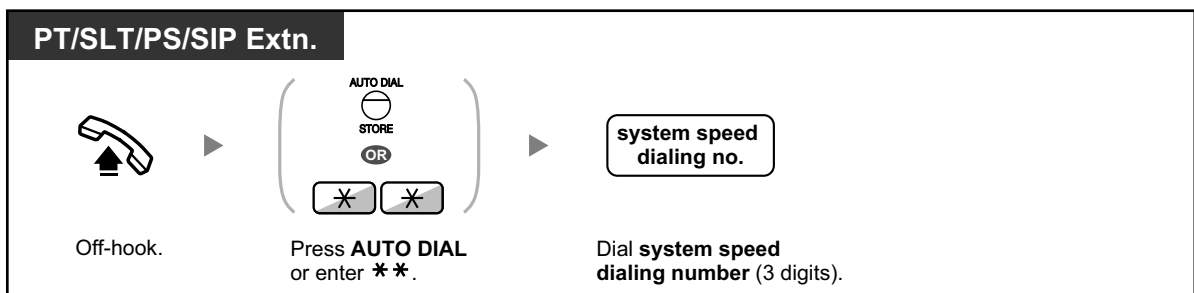 PT/SLT/PS/SIP Extn.
AUTO DIAL
STORE
OR
* *
system speed
dialing no.
Off-hook.
Press AUTO DIAL
or enter * *.
Dial system speed
dialing number (3 digits).